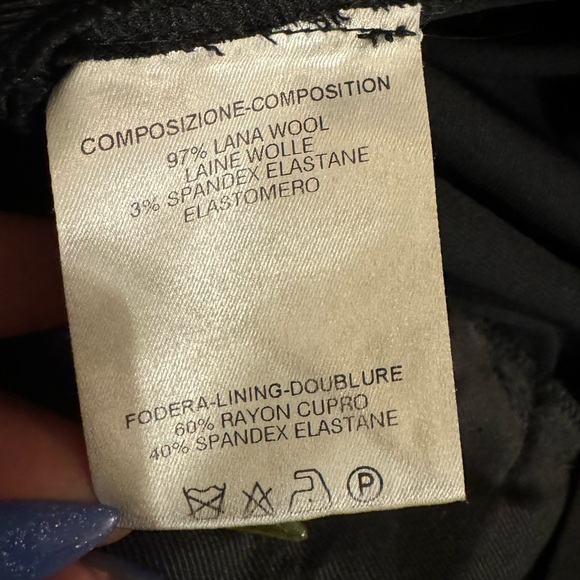 COMPOSIZIONE-COMPOSITION
97% LANA WOOL
LAINE WOLLE
3% SPANDEX ELASTANE
ELASTOMERO
FODERA-LINING-DOUBLURE
60% RAYON CUPRO
40% SPANDEX ELASTANE
P